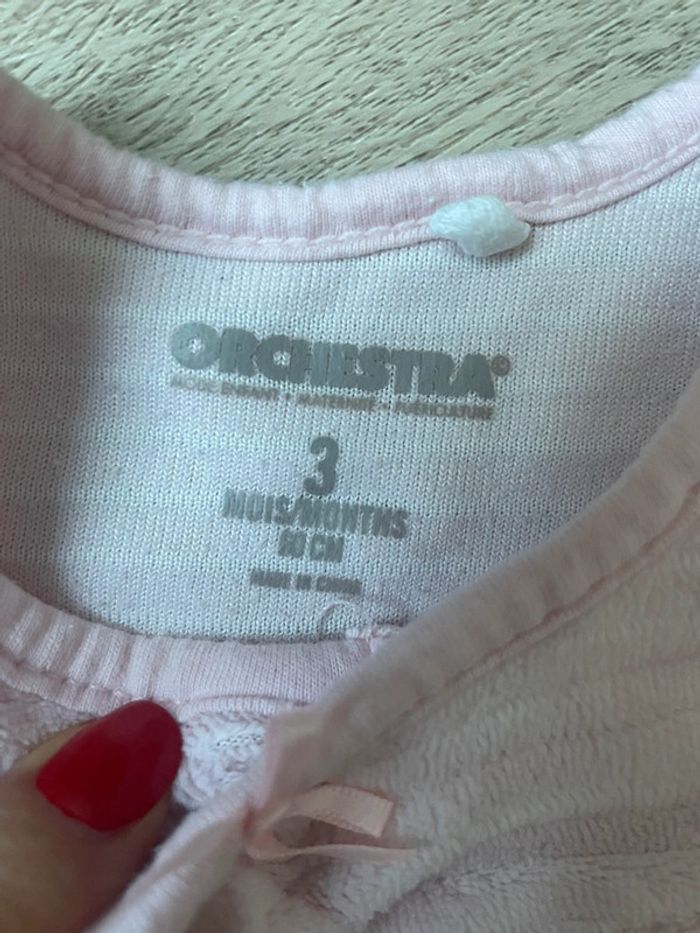 ORCHESTRA®
MODE ENFANT • MATERNITÉ • PUÉRICULTURE
3
MOIS/MONTHS
60 CM
MADE IN CHINA